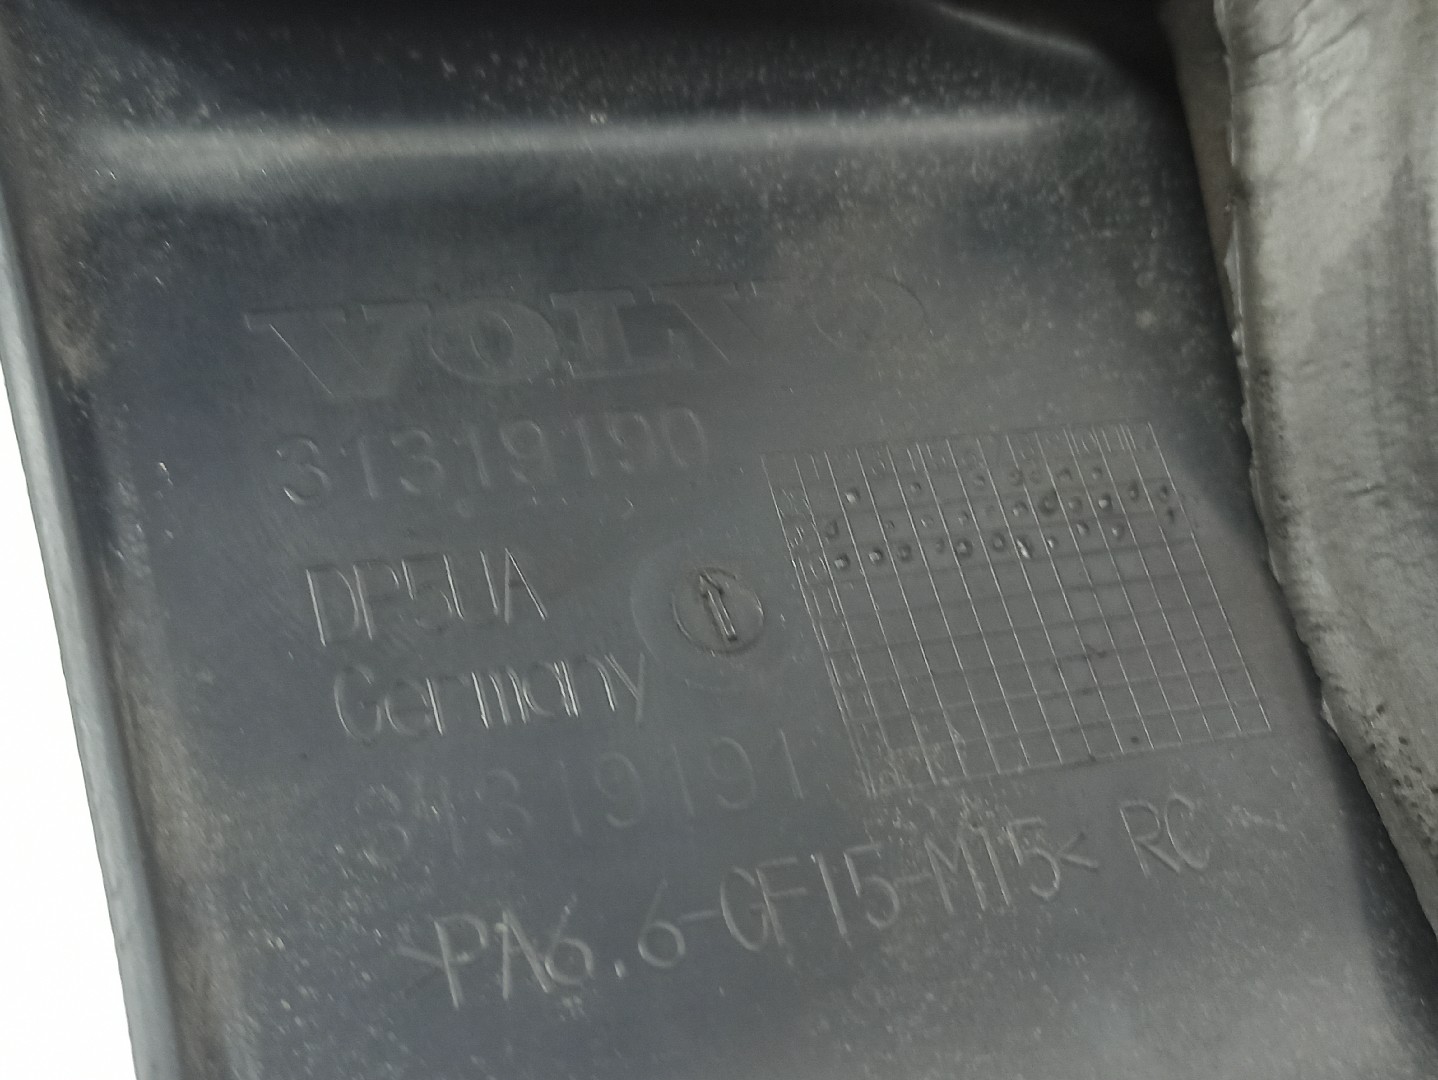 VOLVO
31319190
DP5UA
Germany
31319191
>PA6.6-GF15-M15< RC